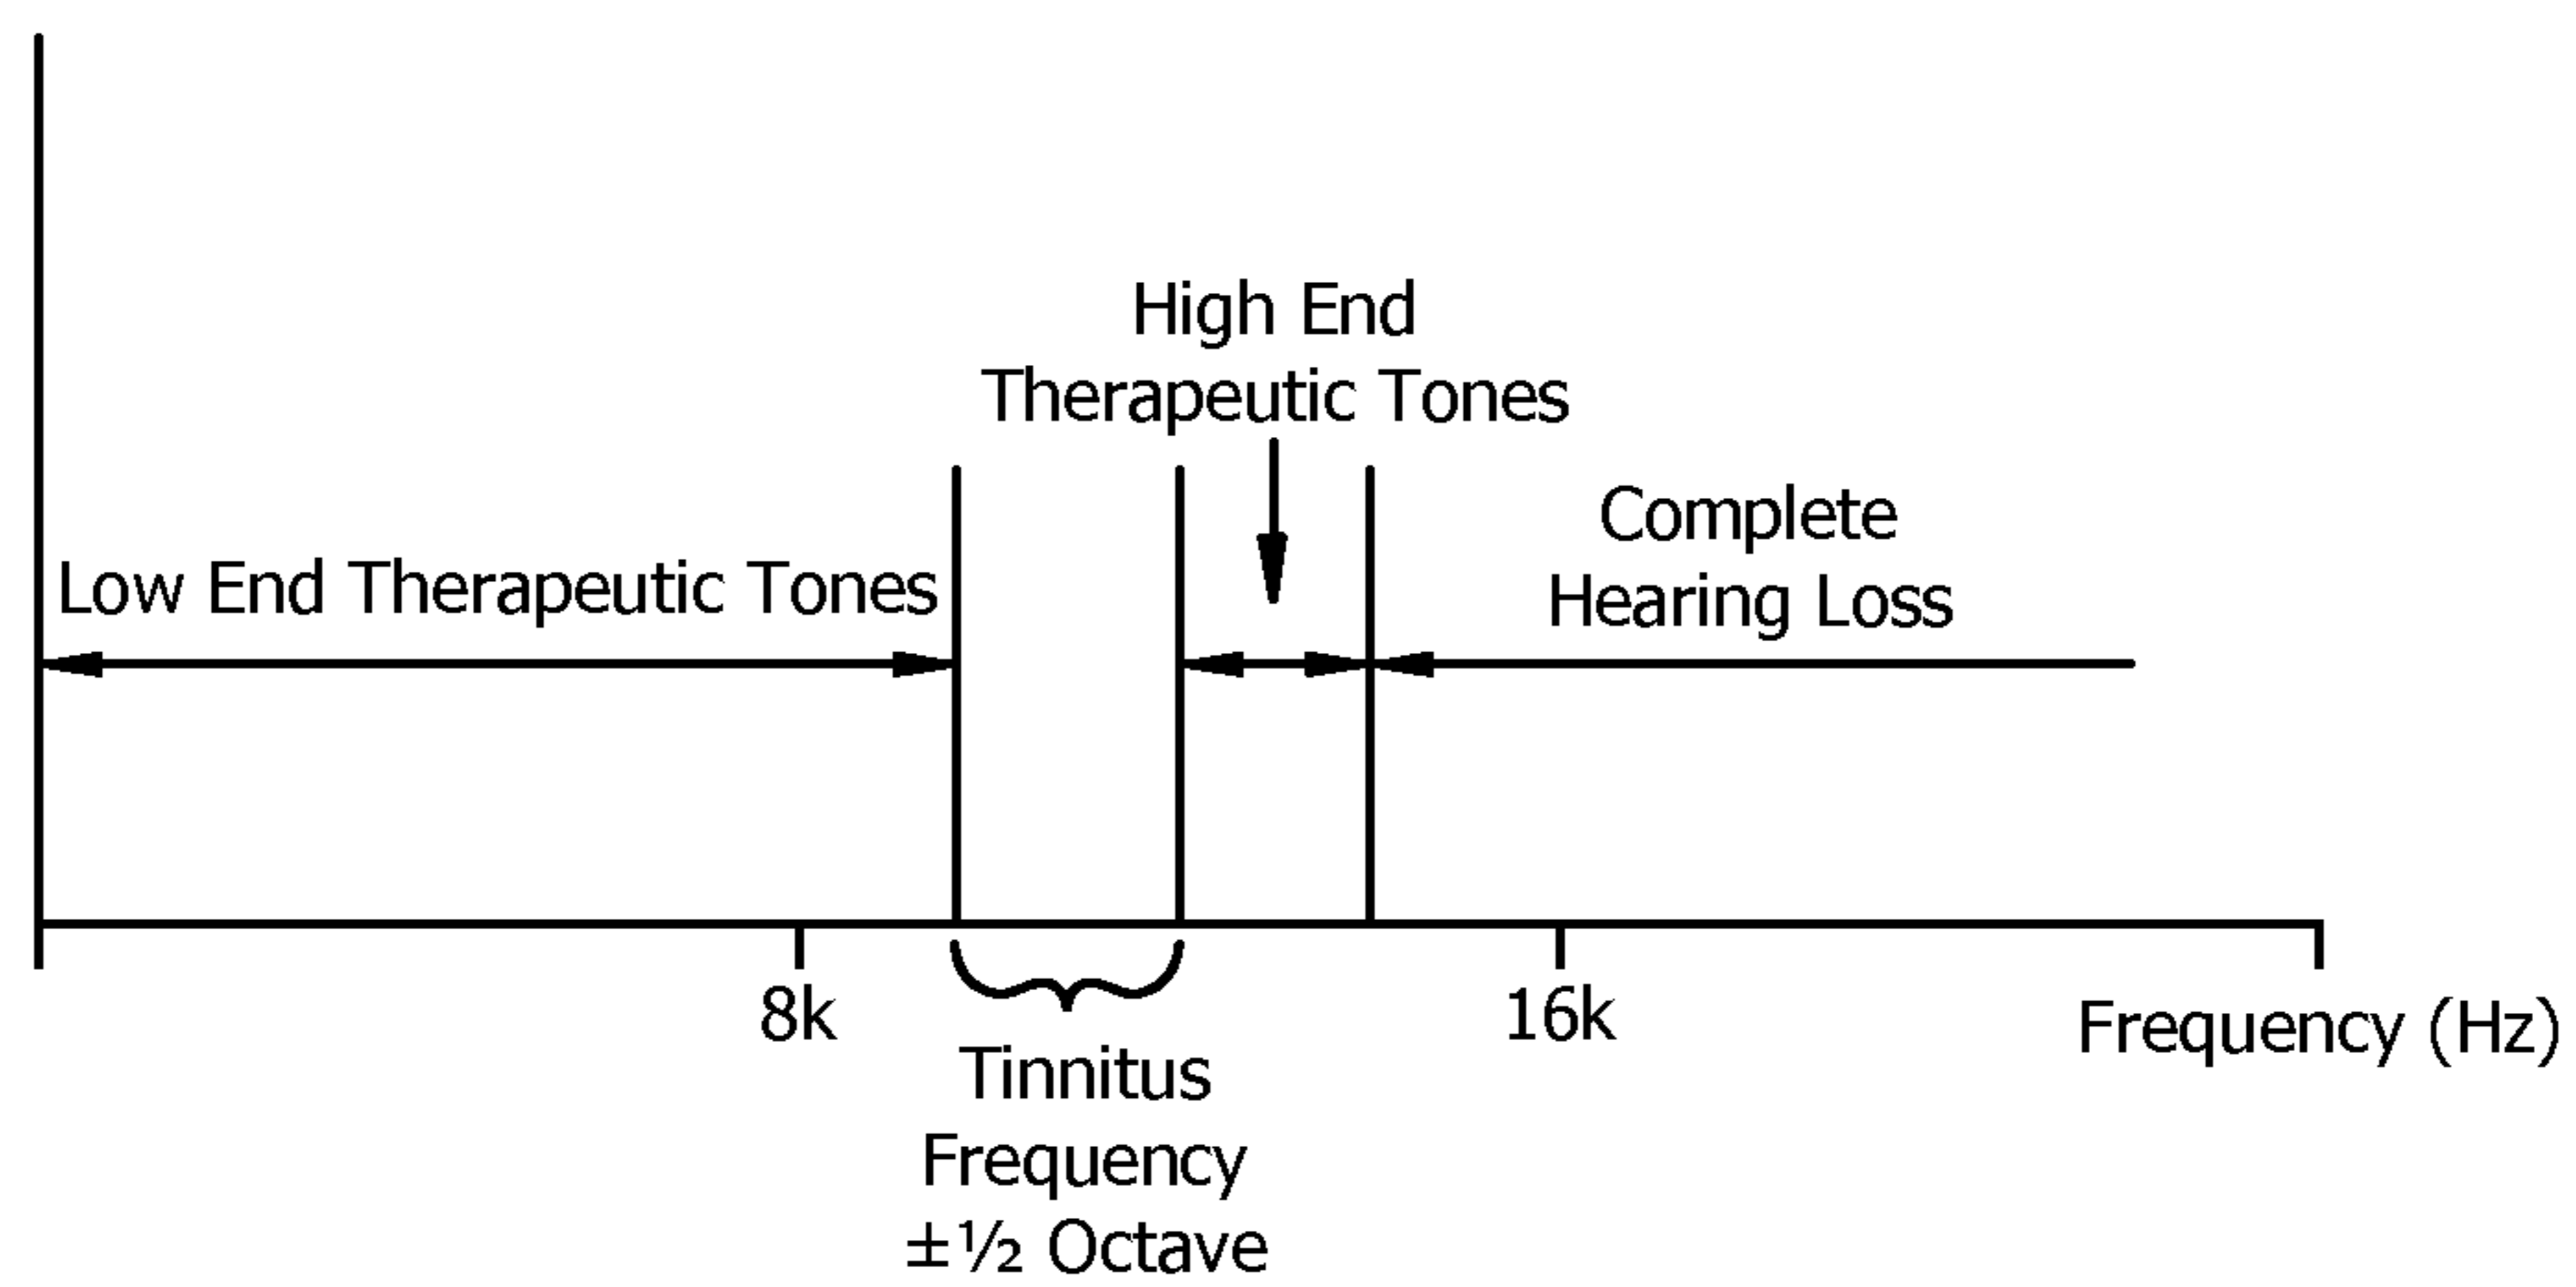 High End
Therapeutic Tones
Complete
Hearing Loss
Low End Therapeutic Tones
8k
16k
Frequency (Hz)
Tinnitus
Frequency
±½ Octave